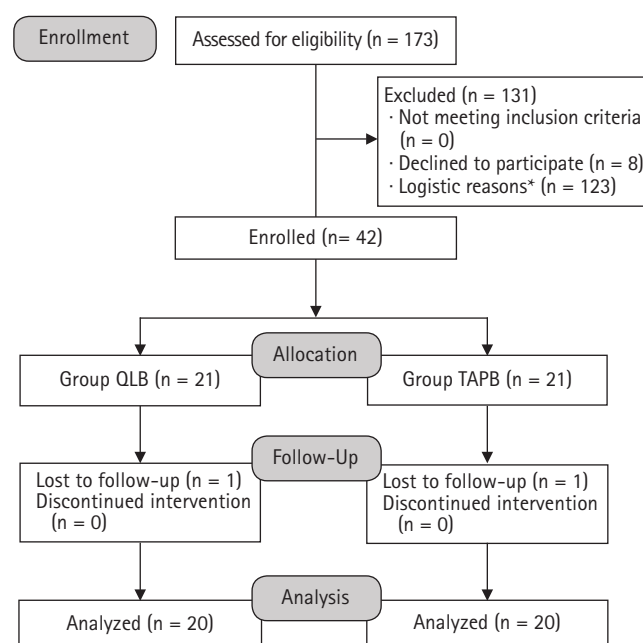 Enrollment
Assessed for eligibility (n = 173)
Excluded (n = 131)
· Not meeting inclusion criteria
(n = 0)
· Declined to participate (n = 8)
· Logistic reasons* (n = 123)
Enrolled (n= 42)
Allocation
Group QLB (n = 21)
Group TAPB (n = 21)
Follow-Up
Lost to follow-up (n = 1)
Discontinued intervention
(n = 0)
Lost to follow-up (n = 1)
Discontinued intervention
(n = 0)
Analysis
Analyzed (n = 20)
Analyzed (n = 20)